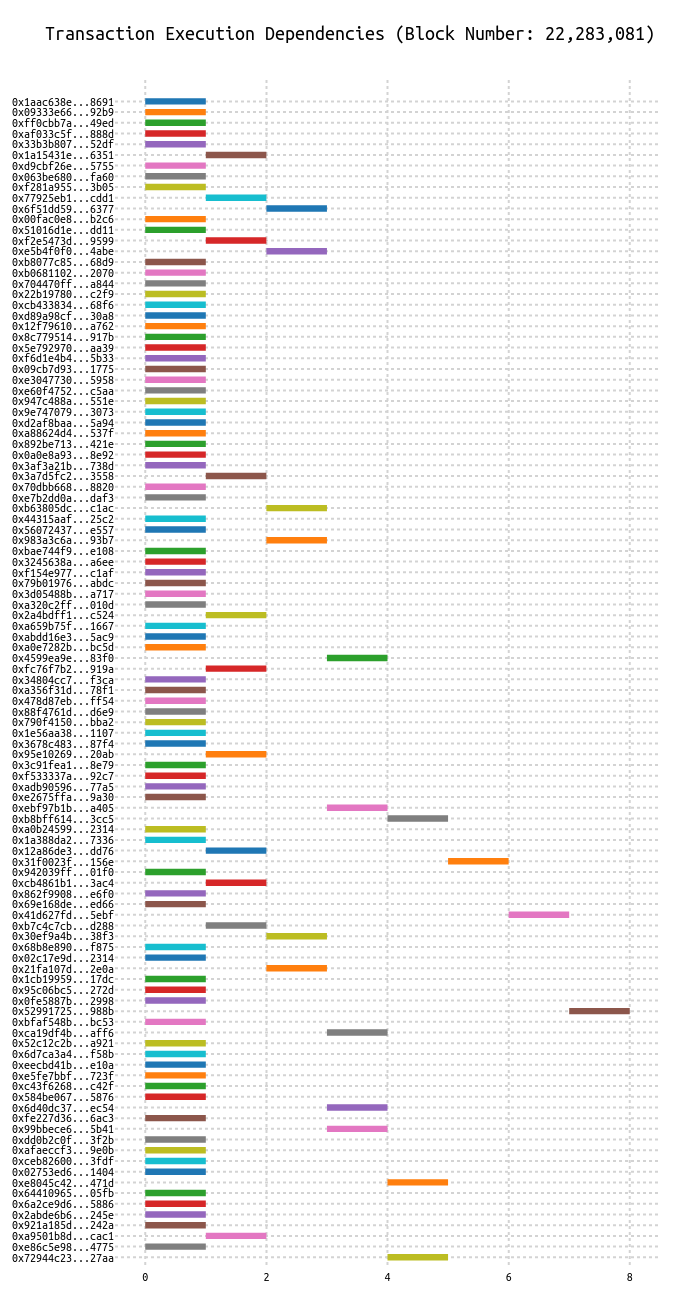 Transaction Execution Dependencies (Block Number: 22,283,081)
0x1aac638e...8691
0x09333e66...92b9
0xff0cbb7a...49ed
0xaf033c5f...888d
0x33b3b807...52df
0x1a15431e...6351
0xd9cbf26e...5755
0x063be680...fa60
0xf281a955...3b05
0x77925eb1...cdd1
0x6f51dd59...6377
0x00fac0e8...b2c6
0x51016d1e...dd11
0xf2e5473d...9599
0xe5b4f0f0...4abe
0xb8077c85...68d9
0xb0681102...2070
0x704470ff...a844
0x22b19780...c2f9
0xcb433834...68f6
0xd89a98cf...30a8
0x12f79610...a762
0x8c779514...917b
0x5e792970...aa39
0xf6d1e4b4...5b33
0x09cb7d93...1775
0xe3047730...5958
0xe60f4752...c5aa
0x947c488a...551e
0x9e747079...3073
0xd2af8baa...5a94
0xa88624d4...537f
0x892be713...421e
0x0a0e8a93...8e92
0x3af3a21b...738d
0x3a7d5fc2...3558
0x70dbb668...8820
0xe7b2dd0a...daf3
0xb63805dc...c1ac
0x44315aaf...25c2
0x56072437...e557
0x983a3c6a...93b7
0xbae744f9...e108
0x3245638a...a6ee
0xf154e977...c1af
0x79b01976...abdc
0x3d05488b...a717
0xa320c2ff...010d
0x2a4bdff1...c524
0xa659b75f...1667
0xabdd16e3...5ac9
0xa0e7282b...bc5d
0x4599ea9e...83f0
0xfc76f7b2...919a
0x34804cc7...f3ca
0xa356f31d...78f1
0x478d87eb...ff54
0x88f4761d...d6e9
0x790f4150...bba2
0x1e56aa38...1107
0x3678c483...87f4
0x95e10269...20ab
0x3c91fea1...8e79
0xf533337a...92c7
0xadb90596...77a5
0xe2675ffa...9a30
0xebf97b1b...a405
0xb8bff614...3cc5
0xa0b24599...2314
0x1a388da2...7336
0x12a86de3...dd76
0x31f0023f...156e
0x942039ff...01f0
0xcb4861b1...3ac4
0x862f9908...e6f0
0x69e168de...ed66
0x41d627fd...5ebf
0xb7c4c7cb...d288
0x30ef9a4b...38f3
0x68b8e890...f875
0x02c17e9d...2314
0x21fa107d...2e0a
0x1cb19959...17dc
0x95c06bc5...272d
0x0fe5887b...2998
0x52991725...988b
0xbfaf548b...bc53
0xca19df4b...aff6
0x52c12c2b...a921
0x6d7ca3a4...f58b
0xeecbd41b...e10a
0xe5fe7bbf...723f
0xc43f6268...c42f
0x584be067...5876
0x6d40dc37...ec54
0xfe227d36...6ac3
0x99bbece6...5b41
0xdd0b2c0f...3f2b
0xafaeccf3...9e0b
0xceb82600...3fdf
0x02753ed6...1404
0xe8045c42...471d
0x64410965...05fb
0x6a2ce9d6...5886
0x2abde6b6...245e
0x921a185d...242a
0xa9501b8d...cac1
0xe86c5e98...4775
0x72944c23...27aa
0 2 4 6 8